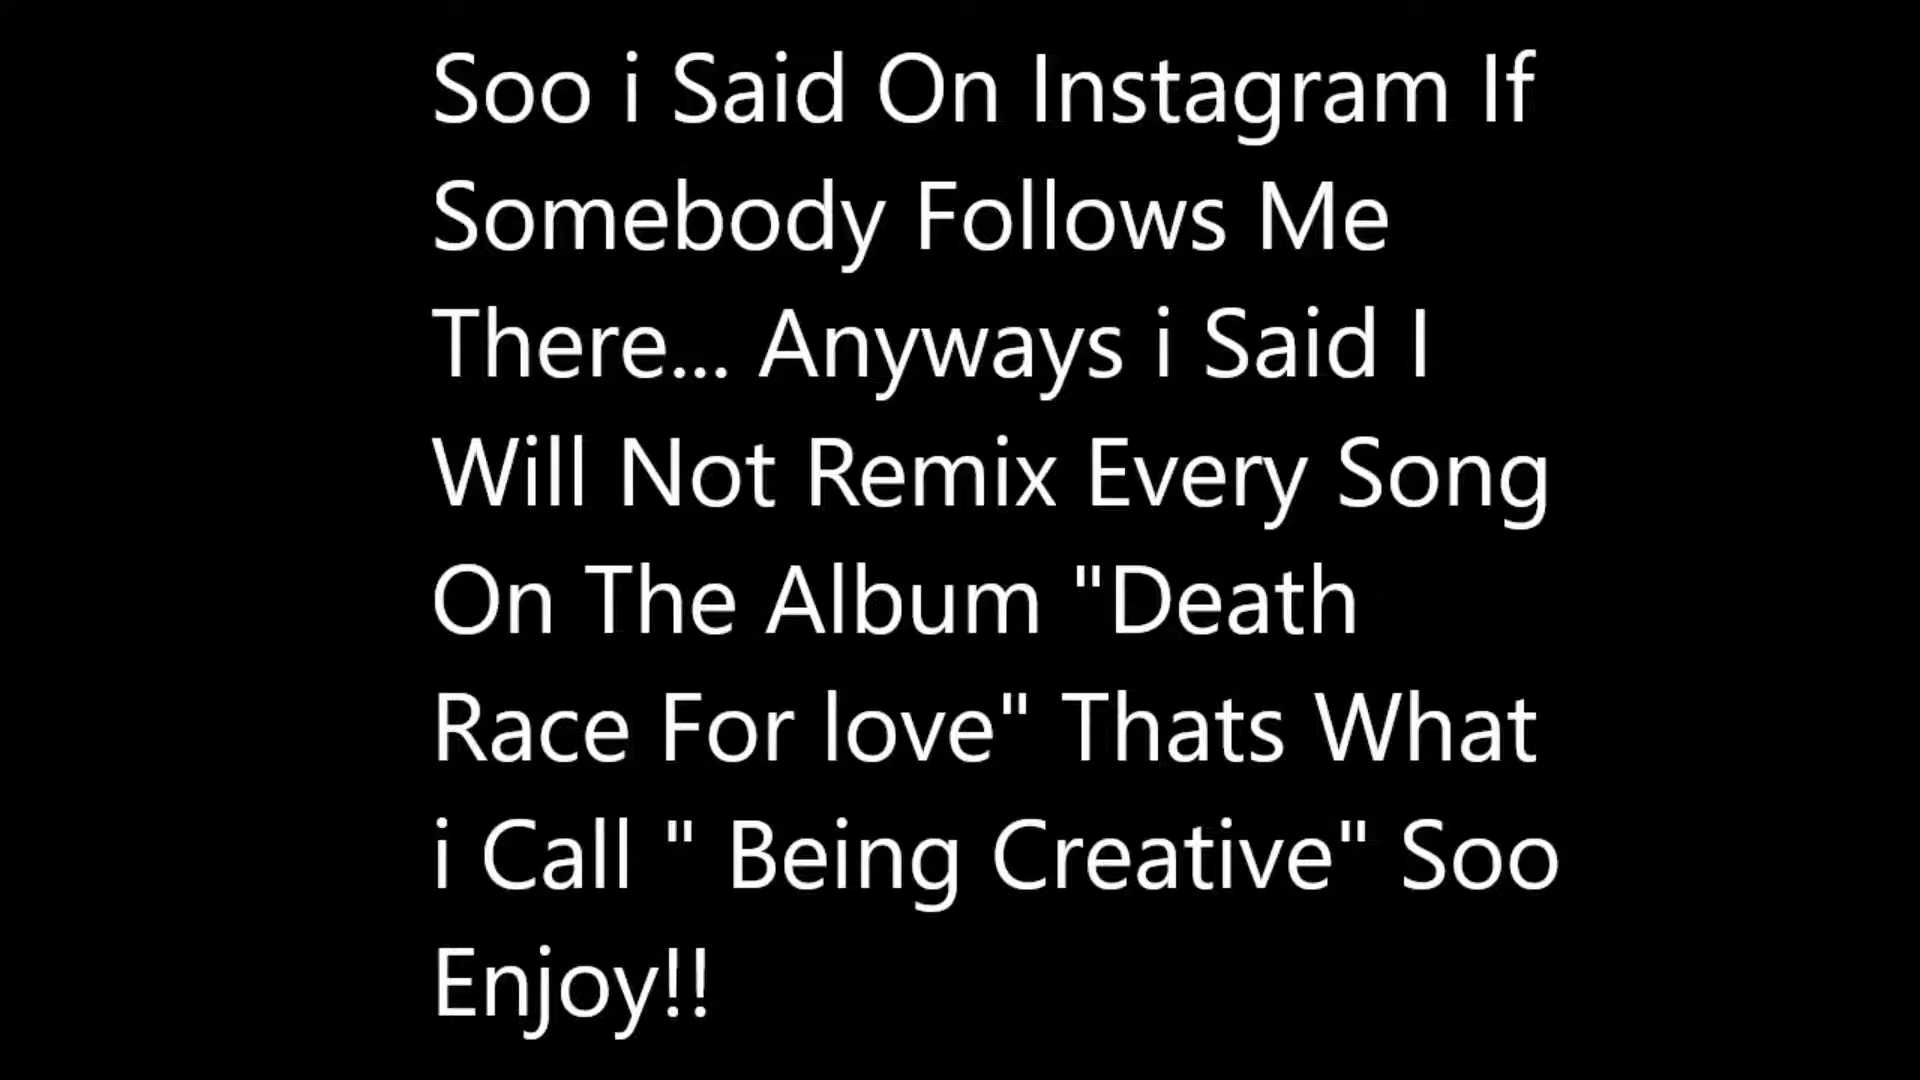 Soo i Said On Instagram If
Somebody Follows Me
There... Anyways i Said I
Will Not Remix Every Song
On The Album "Death
Race For love" Thats What
i Call " Being Creative" Soo
Enjoy!!